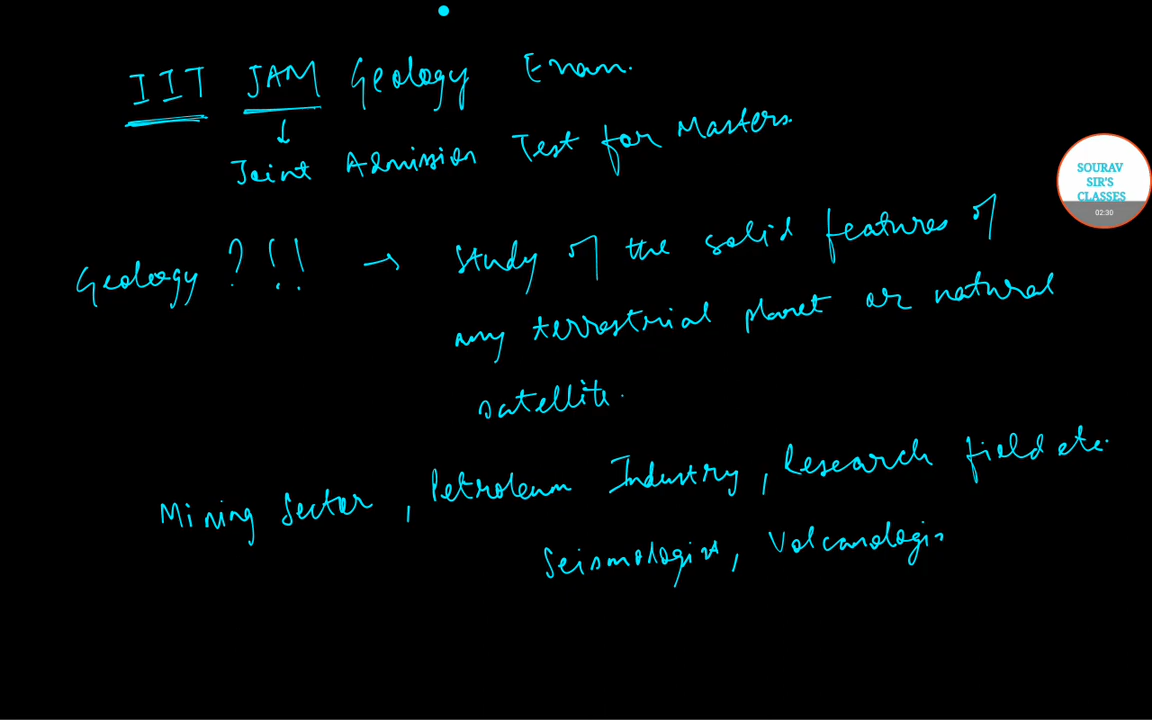 IIT JAM Geology Exam.
↓
Joint Admission Test for Masters.
Geology ?!! → Study of the solid features of
any terrestrial planet or natural
satellite.
Mining Sector, Petroleum Industry, Research field etc.
Seismologist, Volcanologis
SOURAV
SIR'S
CLASSES
02:30